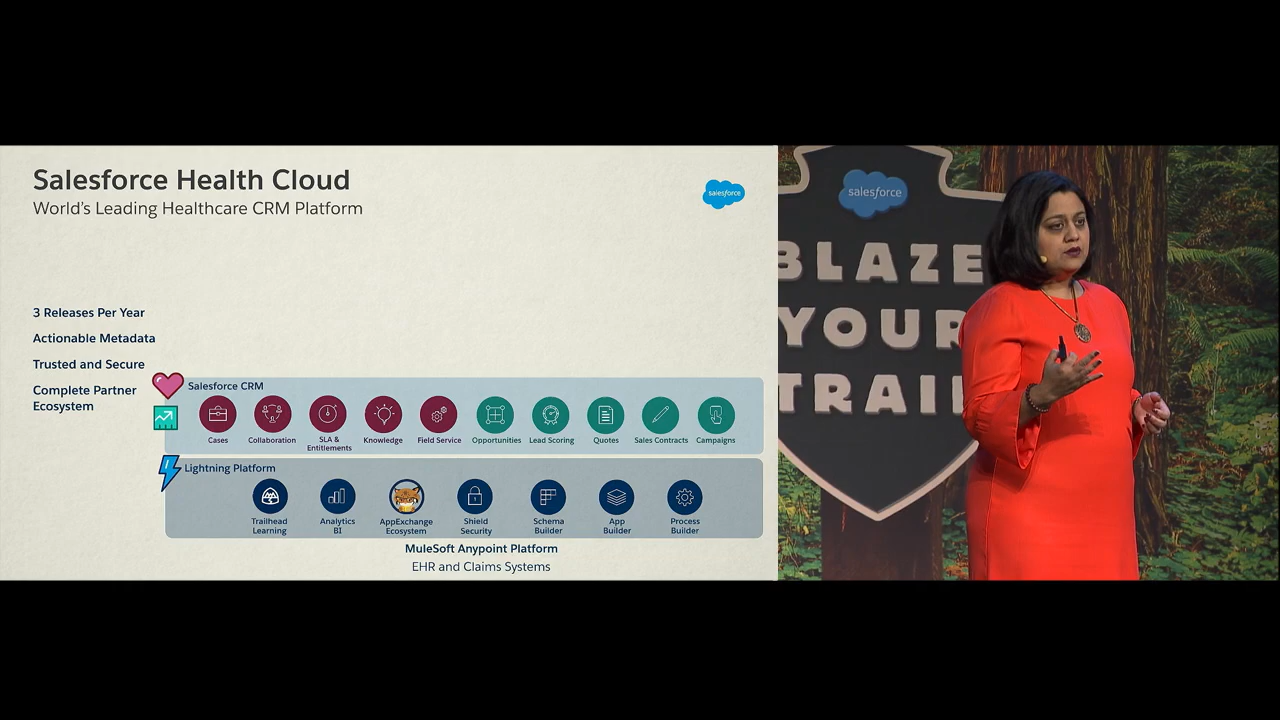 Salesforce Health Cloud
World's Leading Healthcare CRM Platform
salesforce
3 Releases Per Year
Actionable Metadata
Trusted and Secure
Complete Partner
Ecosystem
Salesforce CRM
Cases
Collaboration
SLA &
Entitlements
Knowledge
Field Service
Opportunities
Lead Scoring
Quotes
Sales Contracts
Campaigns
Lightning Platform
Trailhead
Learning
Analytics
BI
AppExchange
Ecosystem
Shield
Security
Schema
Builder
App
Builder
Process
Builder
MuleSoft Anypoint Platform
EHR and Claims Systems
salesforce
BLAZE
YOUR
TRAIL